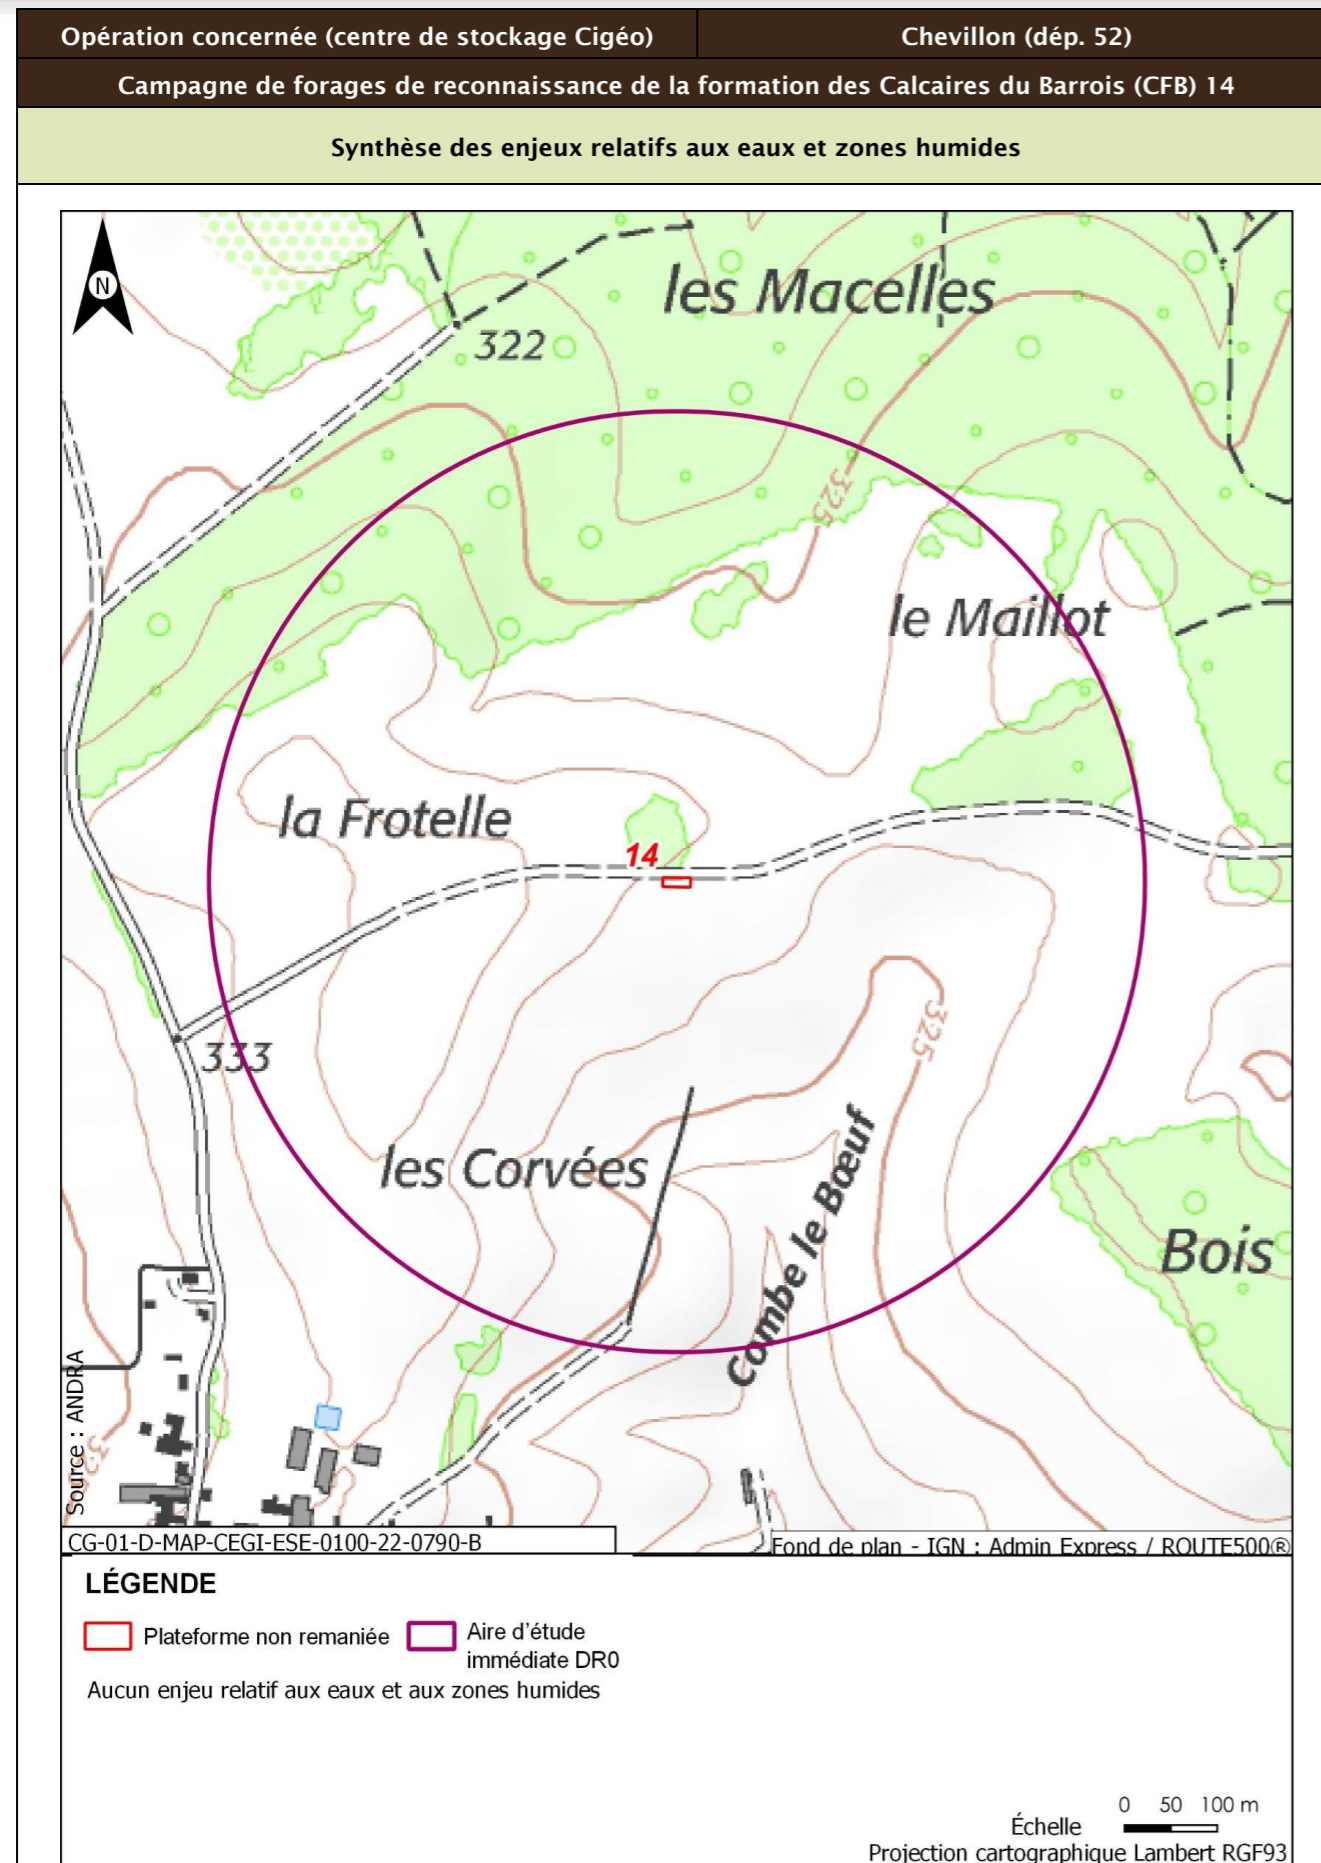 Opération concernée (centre de stockage Cigéo)
Chevillon (dép. 52)
Campagne de forages de reconnaissance de la formation des Calcaires du Barrois (CFB) 14
Synthèse des enjeux relatifs aux eaux et zones humides
N
les Macelles
322
325
le Maillot
la Frotelle
14
325
333
les Corvées
Combe le Bœuf
Bois
Source : ANDRA
CG-01-D-MAP-CEGI-ESE-0100-22-0790-B
Fond de plan - IGN : Admin Express / ROUTE500®
LÉGENDE
Plateforme non remaniée
Aire d'étude
immédiate DR0
Aucun enjeu relatif aux eaux et aux zones humides
0 50 100 m
Échelle
Projection cartographique Lambert RGF93